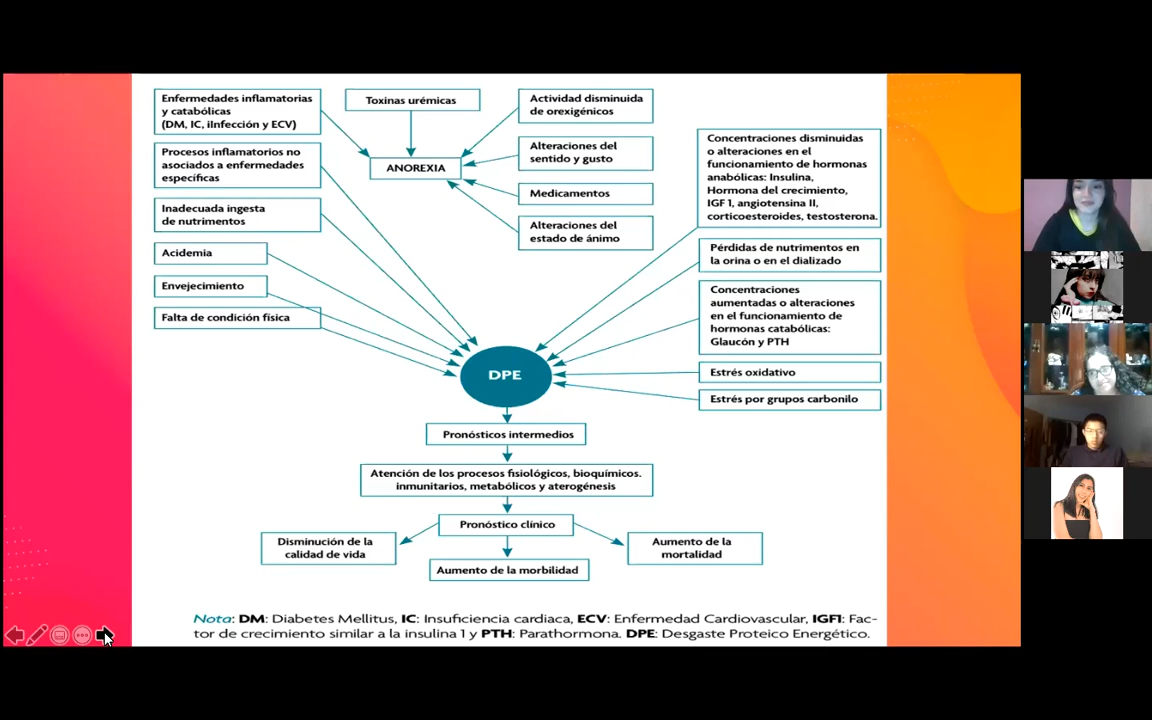 Enfermedades inflamatorias
y catabólicas
(DM, IC, iInfección y ECV)
Toxinas urémicas
Actividad disminuida
de orexigénicos
Procesos inflamatorios no
asociados a enfermedades
específicas
ANOREXIA
Alteraciones del
sentido y gusto
Medicamentos
Alteraciones del
estado de ánimo
Inadecuada ingesta
de nutrimentos
Acidemia
Envejecimiento
Falta de condición física
Concentraciones disminuidas
o alteraciones en el
funcionamiento de hormonas
anabólicas: Insulina,
Hormona del crecimiento,
IGF 1, angiotensina II,
corticoesteroides, testosterona.
Pérdidas de nutrimentos en
la orina o en el dializado
Concentraciones
aumentadas o alteraciones
en el funcionamiento de
hormonas catabólicas:
Glaucón y PTH
Estrés oxidativo
Estrés por grupos carbonilo
DPE
Pronósticos intermedios
Atención de los procesos fisiológicos, bioquímicos.
inmunitarios, metabólicos y aterogénesis
Pronóstico clínico
Disminución de la
calidad de vida
Aumento de la morbilidad
Aumento de la
mortalidad
Nota: DM: Diabetes Mellitus, IC: Insuficiencia cardiaca, ECV: Enfermedad Cardiovascular, IGF1: Fac-
tor de crecimiento similar a la insulina 1 y PTH: Parathormona. DPE: Desgaste Proteico Energético.